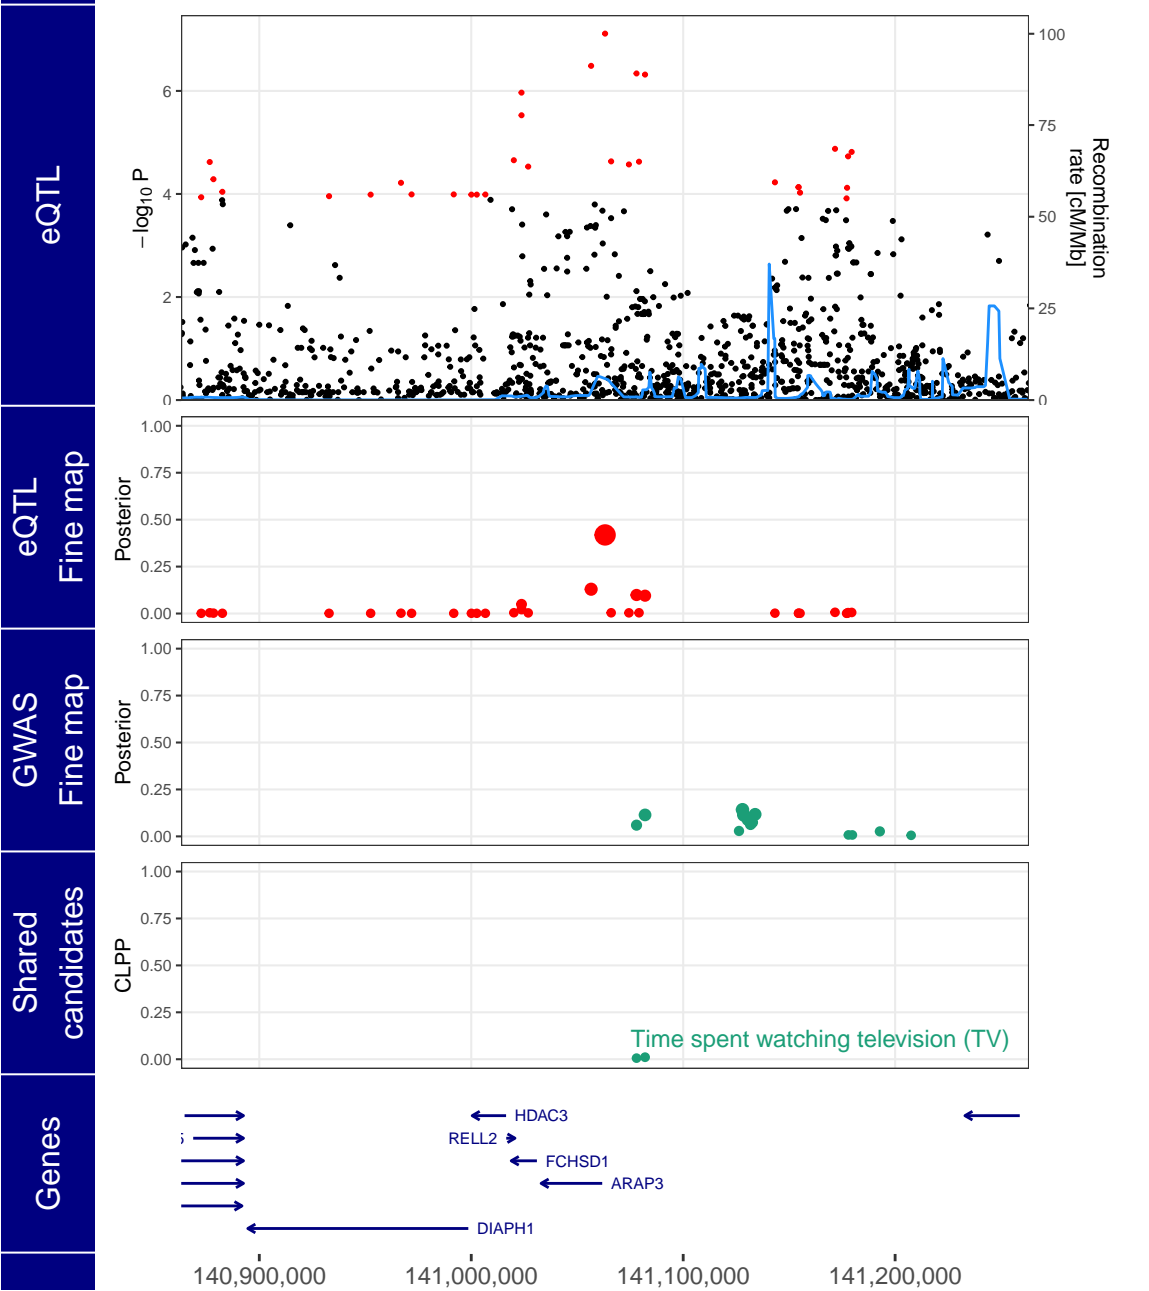 eQTL
−log10 P
6
4
2
0
100
75
50
25
0
Recombination
rate [cM/Mb]
eQTL
Fine map
Posterior
1.00
0.75
0.50
0.25
0.00
GWAS
Fine map
Posterior
1.00
0.75
0.50
0.25
0.00
Shared
candidates
CLPP
1.00
0.75
0.50
0.25
0.00
Time spent watching television (TV)
Genes
HDAC3
RELL2
FCHSD1
ARAP3
DIAPH1
140,900,000
141,000,000
141,100,000
141,200,000